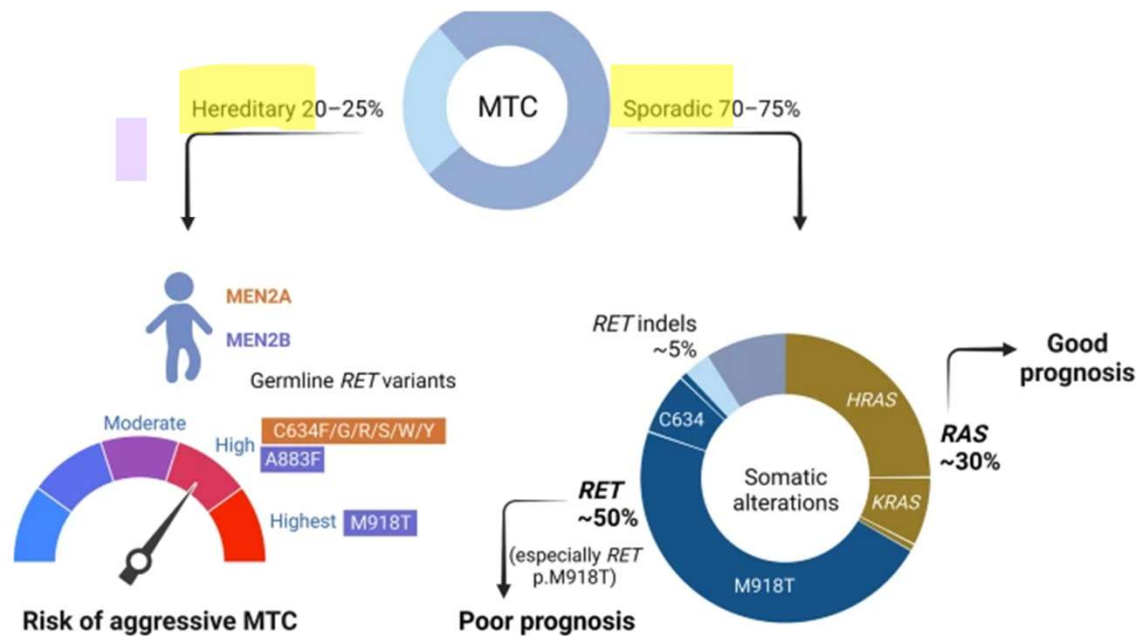 Hereditary 20–25%
MTC
Sporadic 70–75%
MEN2A
MEN2B
Germline RET variants
Moderate
High
C634F/G/R/S/W/Y
A883F
Highest
M918T
Risk of aggressive MTC
RET indels
~5%
C634
HRAS
KRAS
M918T
Somatic
alterations
RET
~50%
(especially RET
p.M918T)
Poor prognosis
RAS
~30%
Good
prognosis